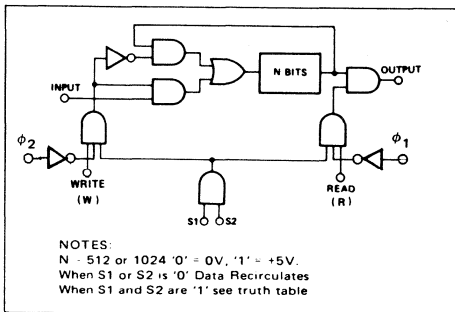 N BITS
OUTPUT
INPUT
ϕ2
ϕ1
WRITE
(W)
READ
(R)
S1 S2
NOTES:
N - 512 or 1024 '0' = 0V, '1' = +5V.
When S1 or S2 is '0' Data Recirculates
When S1 and S2 are '1' see truth table